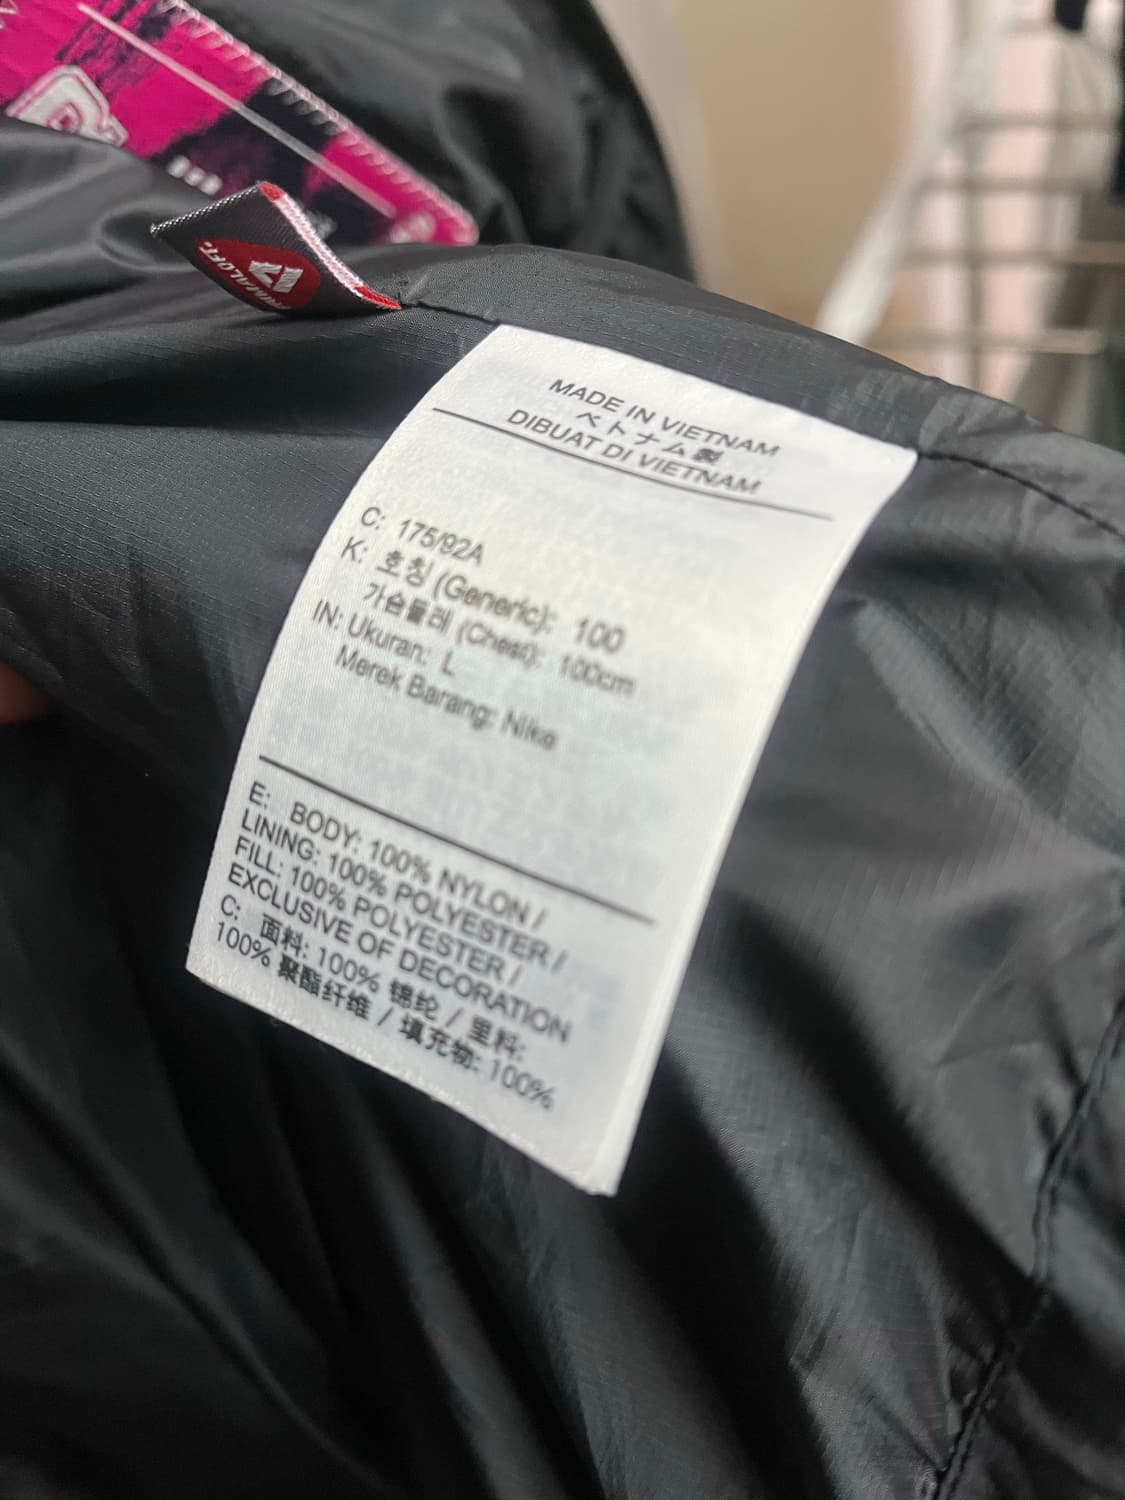 PRIMALOFT
MADE IN VIETNAM
ベトナム製
DIBUAT DI VIETNAM
C: 175/92A
K: 호칭 (Generic): 100
가슴둘레 (Chest): 100cm
IN: Ukuran: L
Merek Barang: Nike
E: BODY: 100% NYLON /
LINING: 100% POLYESTER /
FILL: 100% POLYESTER /
EXCLUSIVE OF DECORATION
C: 面料: 100% 锦纶 / 里料:
100% 聚酯纤维 / 填充物: 100%